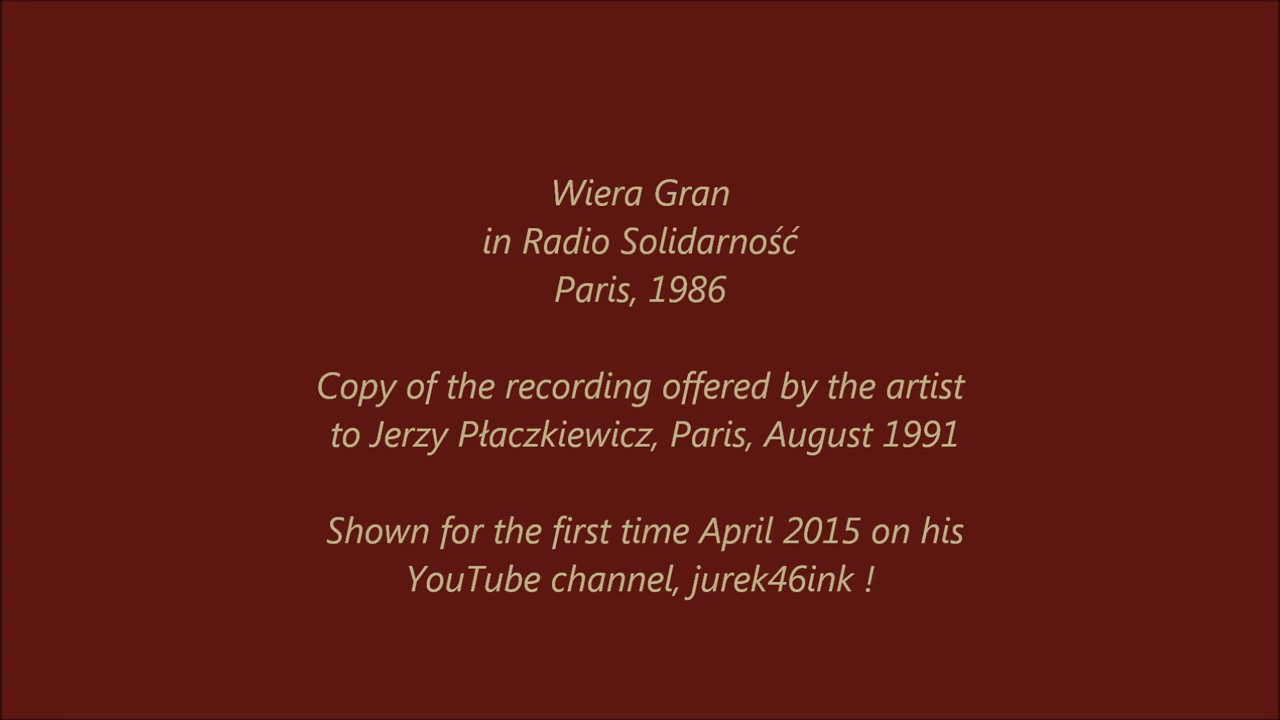 Wiera Gran
in Radio Solidarność
Paris, 1986
Copy of the recording offered by the artist
to Jerzy Płaczkiewicz, Paris, August 1991
Shown for the first time April 2015 on his
YouTube channel, jurek46ink !